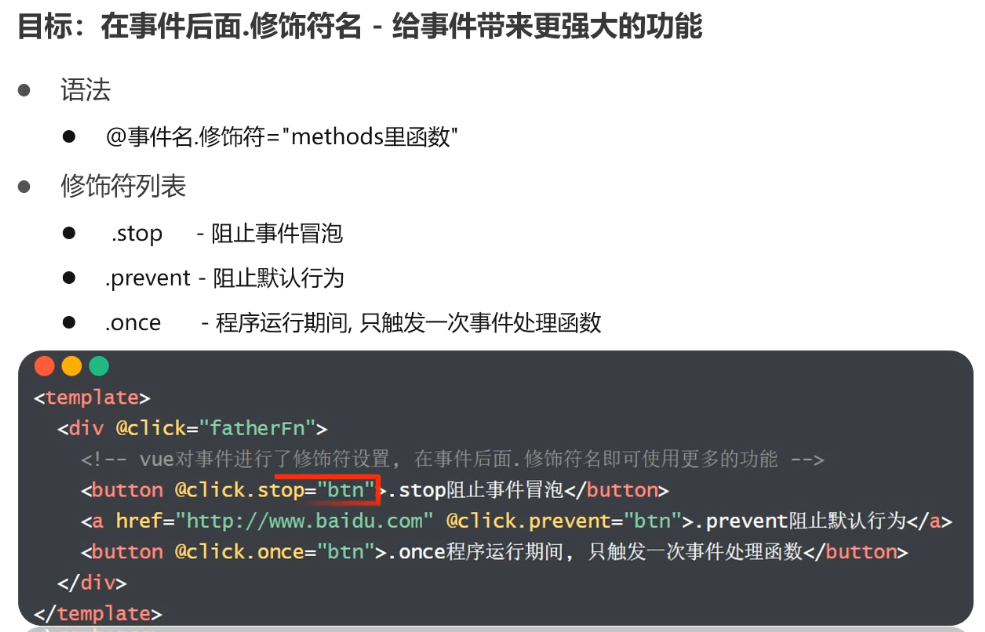 目标：在事件后面.修饰符名 - 给事件带来更强大的功能
语法
@事件名.修饰符="methods里函数"
修饰符列表
.stop - 阻止事件冒泡
.prevent - 阻止默认行为
.once - 程序运行期间, 只触发一次事件处理函数
<template>
<div @click="fatherFn">
<!-- vue对事件进行了修饰符设置, 在事件后面.修饰符名即可使用更多的功能 -->
<button @click.stop="btn">.stop阻止事件冒泡</button>
<a href="http://www.baidu.com" @click.prevent="btn">.prevent阻止默认行为</a>
<button @click.once="btn">.once程序运行期间, 只触发一次事件处理函数</button>
</div>
</template>